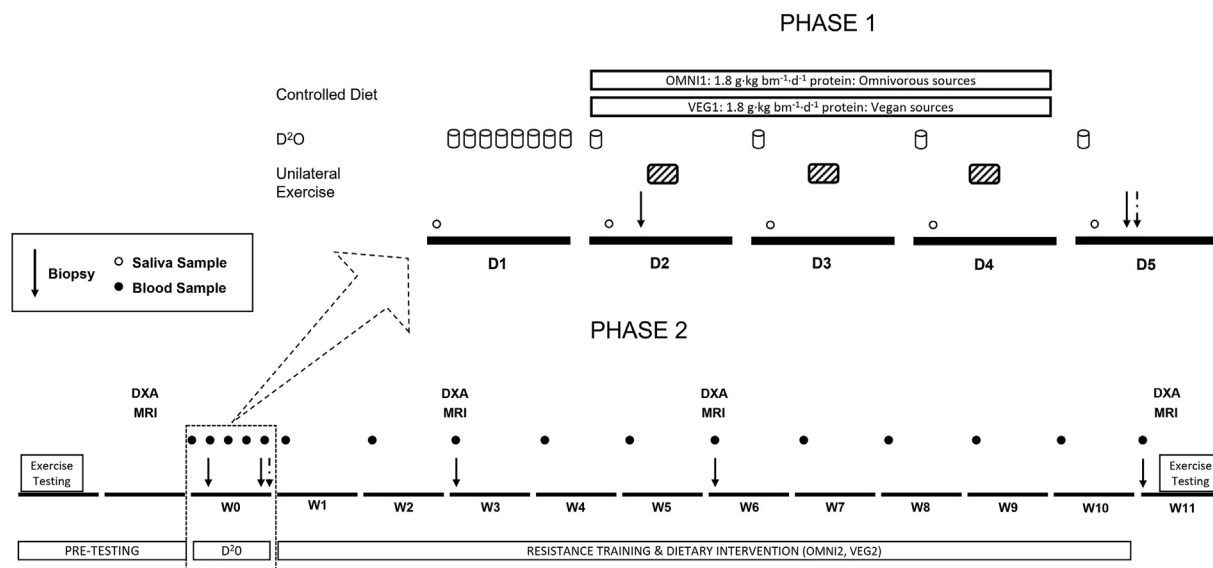 PHASE 1
OMNI1: 1.8 g·kg bm⁻¹·d⁻¹ protein: Omnivorous sources
Controlled Diet
VEG1: 1.8 g·kg bm⁻¹·d⁻¹ protein: Vegan sources
D²O
Unilateral
Exercise
D1 D2 D3 D4 D5
Biopsy
Saliva Sample
Blood Sample
PHASE 2
DXA DXA DXA DXA
MRI MRI MRI MRI
Exercise
Testing
Exercise
Testing
W0 W1 W2 W3 W4 W5 W6 W7 W8 W9 W10 W11
PRE-TESTING D²0 RESISTANCE TRAINING & DIETARY INTERVENTION (OMNI2, VEG2)